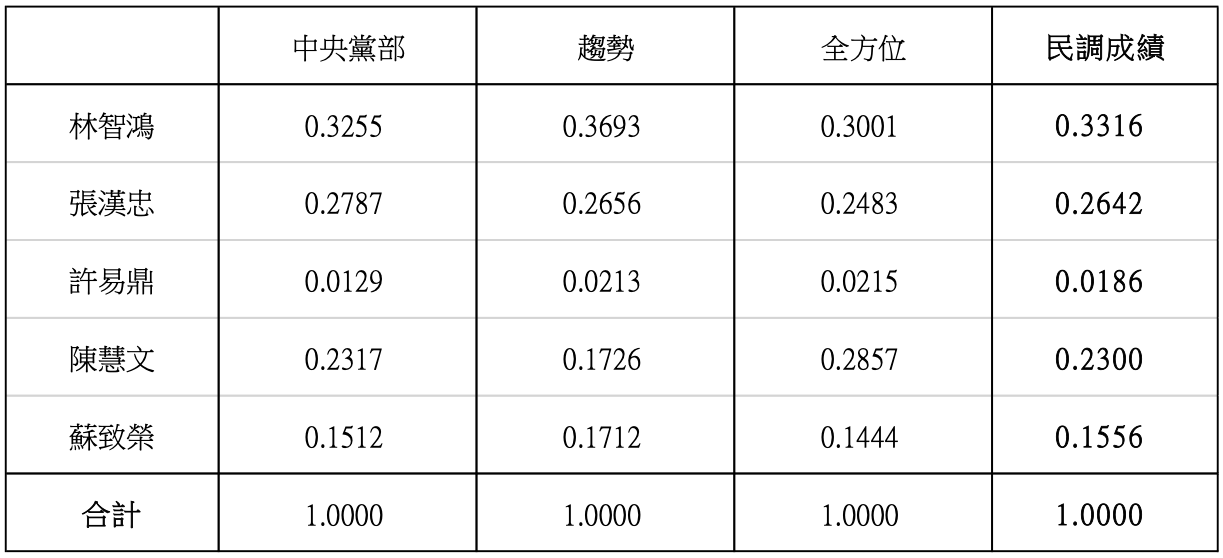 中央黨部 趨勢 全方位 民調成績
林智鴻 0.3255 0.3693 0.3001 0.3316
張漢忠 0.2787 0.2656 0.2483 0.2642
許易鼎 0.0129 0.0213 0.0215 0.0186
陳慧文 0.2317 0.1726 0.2857 0.2300
蘇致榮 0.1512 0.1712 0.1444 0.1556
合計 1.0000 1.0000 1.0000 1.0000